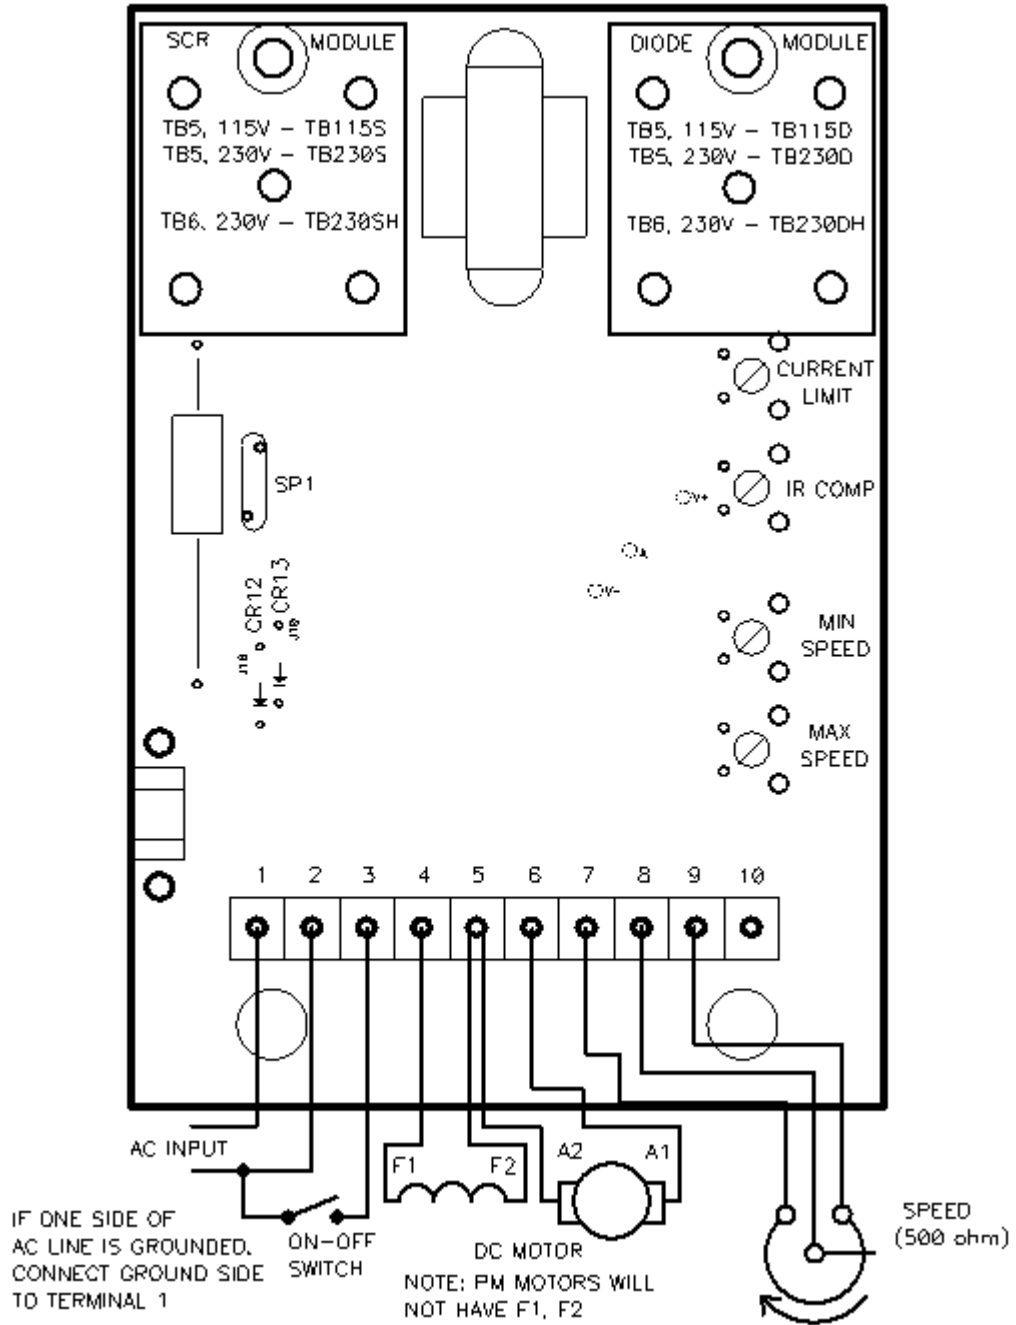 SCR MODULE
TB5, 115V - TB115S
TB5, 230V - TB230S
TB6, 230V - TB230SH
DIODE MODULE
TB5, 115V - TB115D
TB5, 230V - TB230D
TB6, 230V - TB230DH
CURRENT
LIMIT
SP1
IR COMP
V+
A
V-
CR12
CR13
J18
J19
MIN
SPEED
MAX
SPEED
1 2 3 4 5 6 7 8 9 10
AC INPUT
F1 F2
A2 A1
IF ONE SIDE OF
AC LINE IS GROUNDED,
CONNECT GROUND SIDE
TO TERMINAL 1
ON-OFF
SWITCH
DC MOTOR
NOTE: PM MOTORS WILL
NOT HAVE F1, F2
SPEED
(500 ohm)